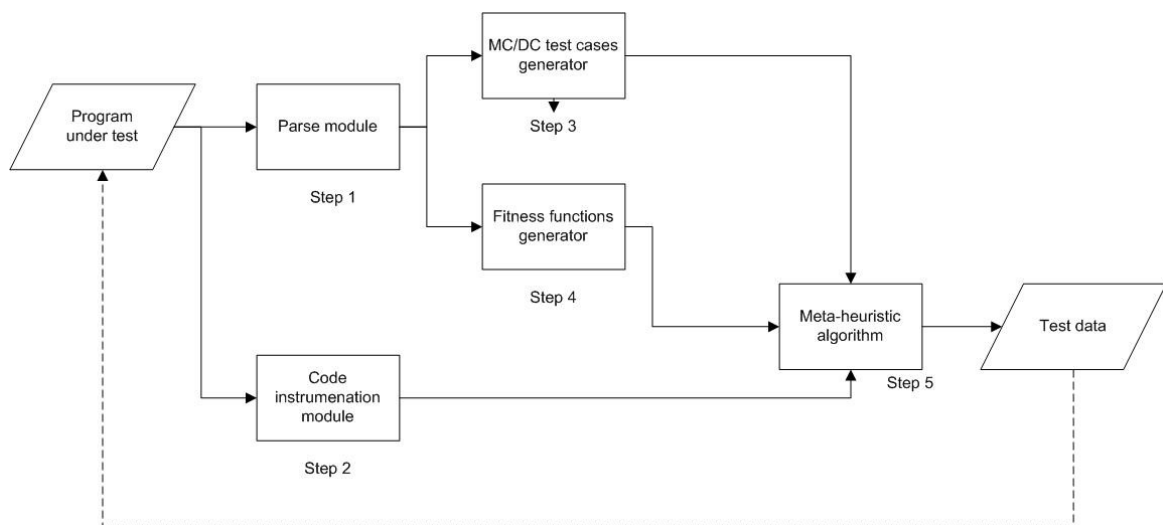 MC/DC test cases
generator
Program
under test
Parse module
Step 3
Step 1
Fitness functions
generator
Step 4
Meta-heuristic
algorithm
Test data
Step 5
Code
instrumenation
module
Step 2